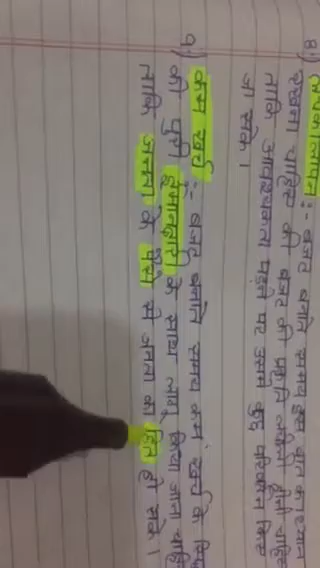 8) लचकीलापन :- बजट बनाते समय इस बात का ध्यान
रखना चाहिए की बजट की प्रकृति लचीली होनी चाहिए
ताकि आवश्यकता पड़ने पर उसमे कुछ परिवर्तन किए
जा सके।
9) कम खर्च :- बजट बनाते समय कम खर्च के सिद्धां
को पुरी ईमानदारी के साथ लागू किया जाना चाहिए
ताकि जनता के पैसे से जनता का हित हो सके।